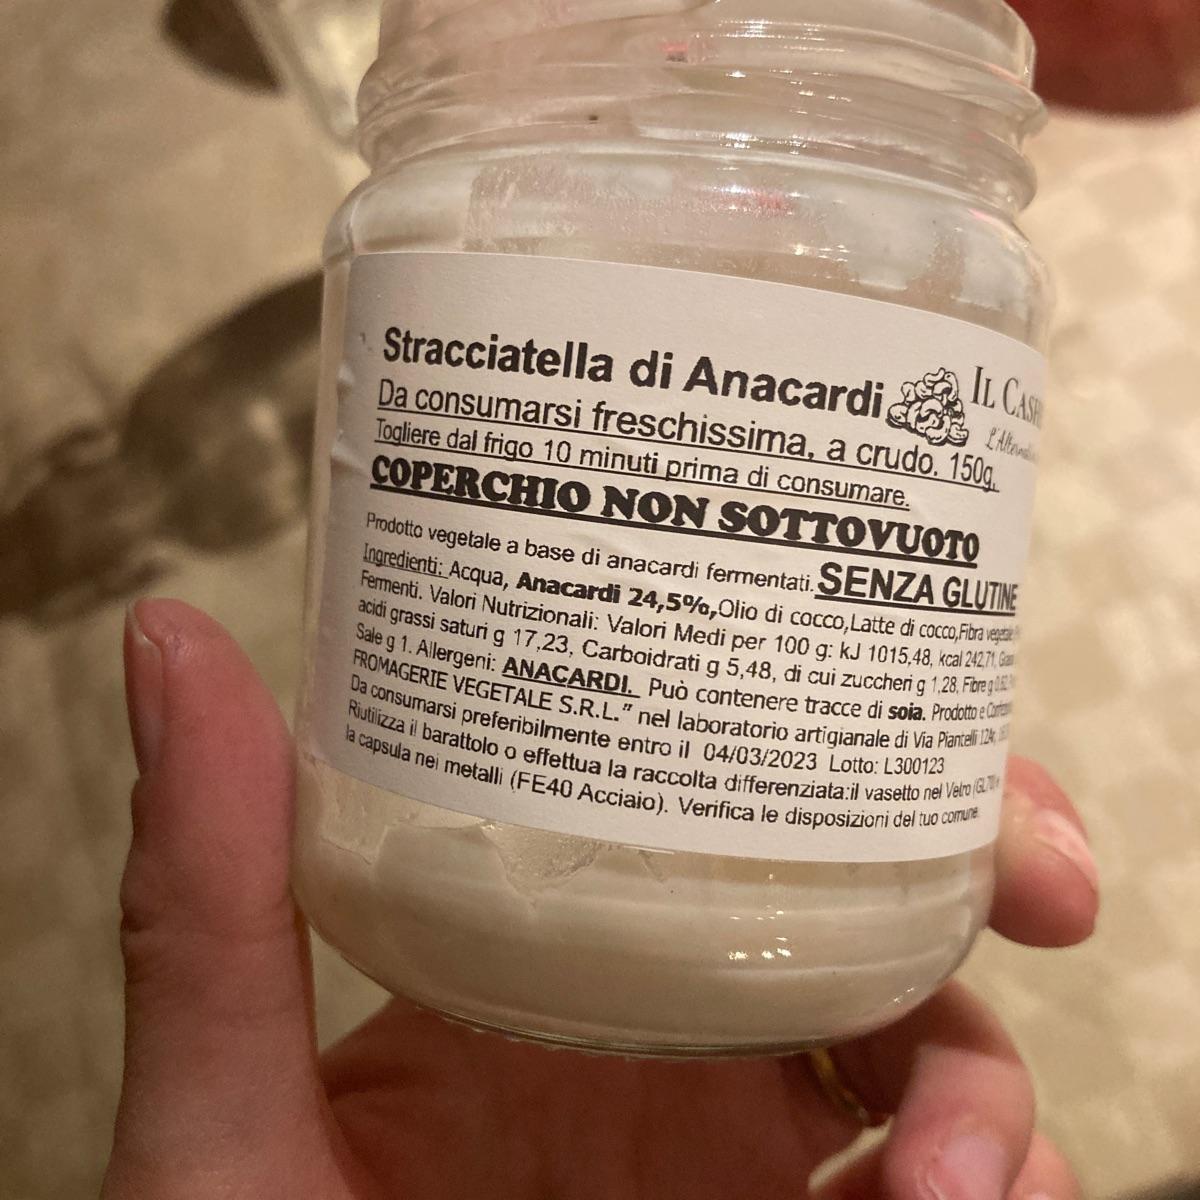 Stracciatella di Anacardi
IL
Da consumarsi freschissima, a crudo. 150g.
Togliere dal frigo 10 minuti prima di consumare.
COPERCHIO NON SOTTOVUOTO
Prodotto vegetale a base di anacardi fermentati. SENZA GLUTINE
Ingredienti: Acqua, Anacardi 24,5%,Olio di cocco,Latte di cocco,Fibra vegetale
Fermenti. Valori Nutrizionali: Valori Medi per 100 g: kJ 1015,48, kcal 242,71,
acidi grassi saturi g 17,23, Carboidrati g 5,48, di cui zuccheri g 1,28, Fibre g
Sale g 1. Allergeni: ANACARDI. Può contenere tracce di soia. Prodotto e
FROMAGERIE VEGETALE S.R.L.” nel laboratorio artigianale di Via Piantelli
Da consumarsi preferibilmente entro il 04/03/2023 Lotto: L300123
Riutilizza il barattolo o effettua la raccolta differenziata:il vasetto nel Vetro
la capsula nei metalli (FE40 Acciaio). Verifica le disposizioni del tuo comune.